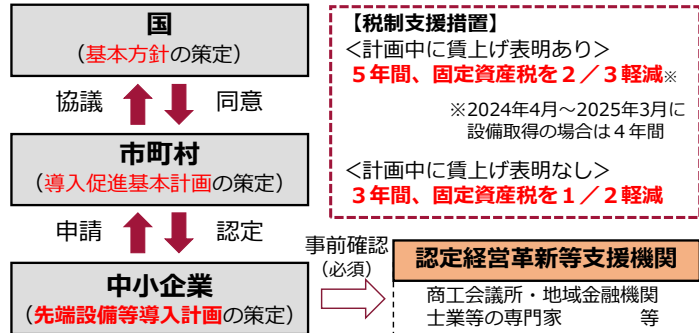 国
（基本方針の策定）
協議
同意
市町村
（導入促進基本計画の策定）
申請
認定
中小企業
（先端設備等導入計画の策定）
【税制支援措置】
＜計画中に賃上げ表明あり＞
５年間、固定資産税を２／３軽減※
※2024年4月～2025年3月に
設備取得の場合は４年間
＜計画中に賃上げ表明なし＞
３年間、固定資産税を１／２軽減
事前確認
（必須）
認定経営革新等支援機関
商工会議所・地域金融機関
士業等の専門家　　　等